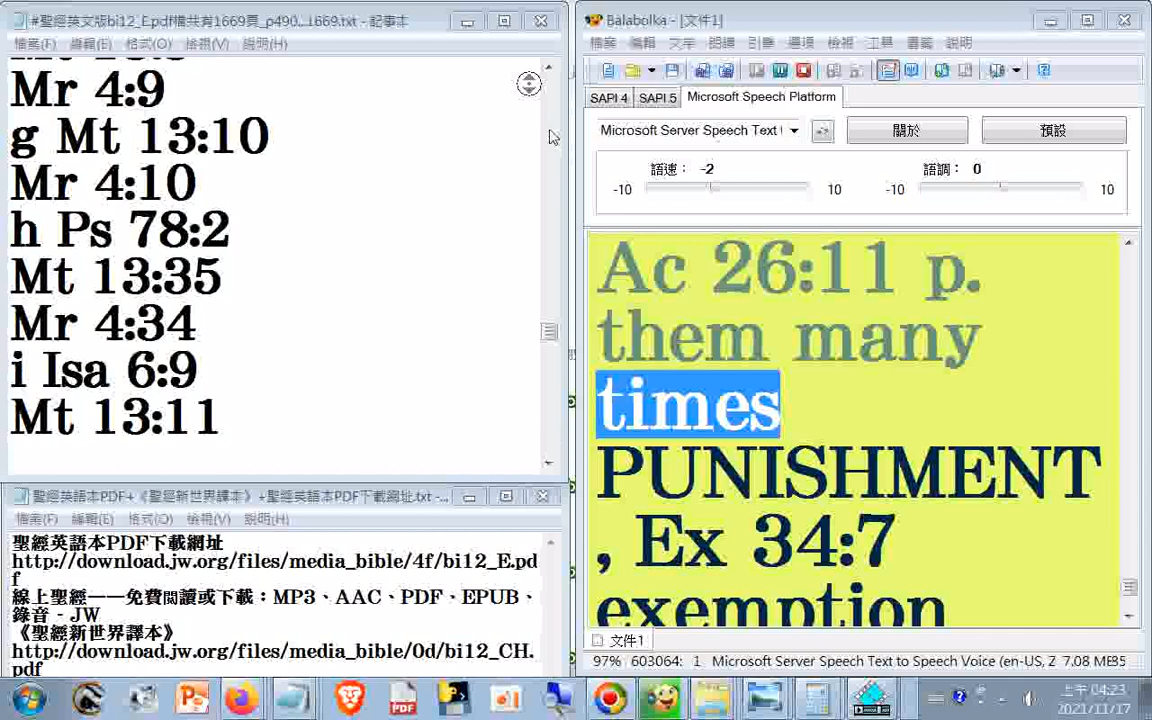 #聖經英文版bi12_E.pdf檔共有1669頁_p490...1669.txt - 記事本
檔案(F) 編輯(E) 格式(O) 檢視(V) 說明(H)
Mr 4:9
g Mt 13:10
Mr 4:10
h Ps 78:2
Mt 13:35
Mr 4:34
i Isa 6:9
Mt 13:11
聖經英語本PDF+《聖經新世界譯本》+聖經英語本PDF下載網址.txt -...
檔案(F) 編輯(E) 格式(O) 檢視(V) 說明(H)
聖經英語本PDF下載網址
http://download.jw.org/files/media_bible/4f/bi12_E.pd
f
線上聖經——免費閱讀或下載：MP3、AAC、PDF、EPUB、
錄音 - JW
《聖經新世界譯本》
http://download.jw.org/files/media_bible/0d/bi12_CH.
pdf
Balabolka - [文件1]
檔案 編輯 文字 朗讀 引擎 選項 檢視 工具 書籤 說明
SAPI 4 SAPI 5 Microsoft Speech Platform
Microsoft Server Speech Text 關於 預設
語速： -2 語調： 0
-10 10 -10 10
Ac 26:11 p.
them many
times
PUNISHMENT
, Ex 34:7
exemption
文件1
97% 603064: 1 Microsoft Server Speech Text to Speech Voice (en-US, Z 7.08 MB
上午 04:23
2021/11/17